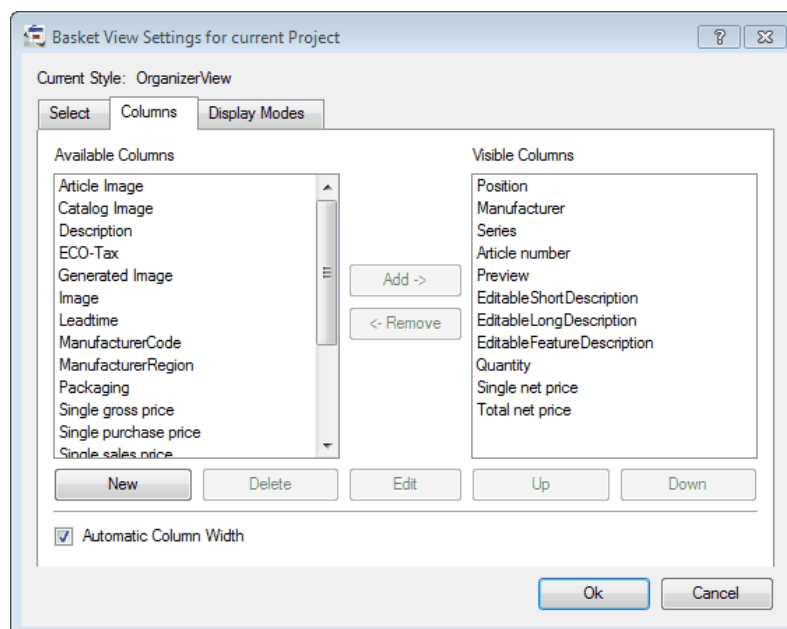 Basket View Settings for current Project
Current Style: OrganizerView
Select Columns Display Modes
Available Columns
Article Image
Catalog Image
Description
ECO-Tax
Generated Image
Image
Leadtime
ManufacturerCode
ManufacturerRegion
Packaging
Single gross price
Single purchase price
Single sales price
Add ->
<- Remove
Visible Columns
Position
Manufacturer
Series
Article number
Preview
EditableShortDescription
EditableLongDescription
EditableFeatureDescription
Quantity
Single net price
Total net price
New Delete Edit Up Down
Automatic Column Width
Ok Cancel